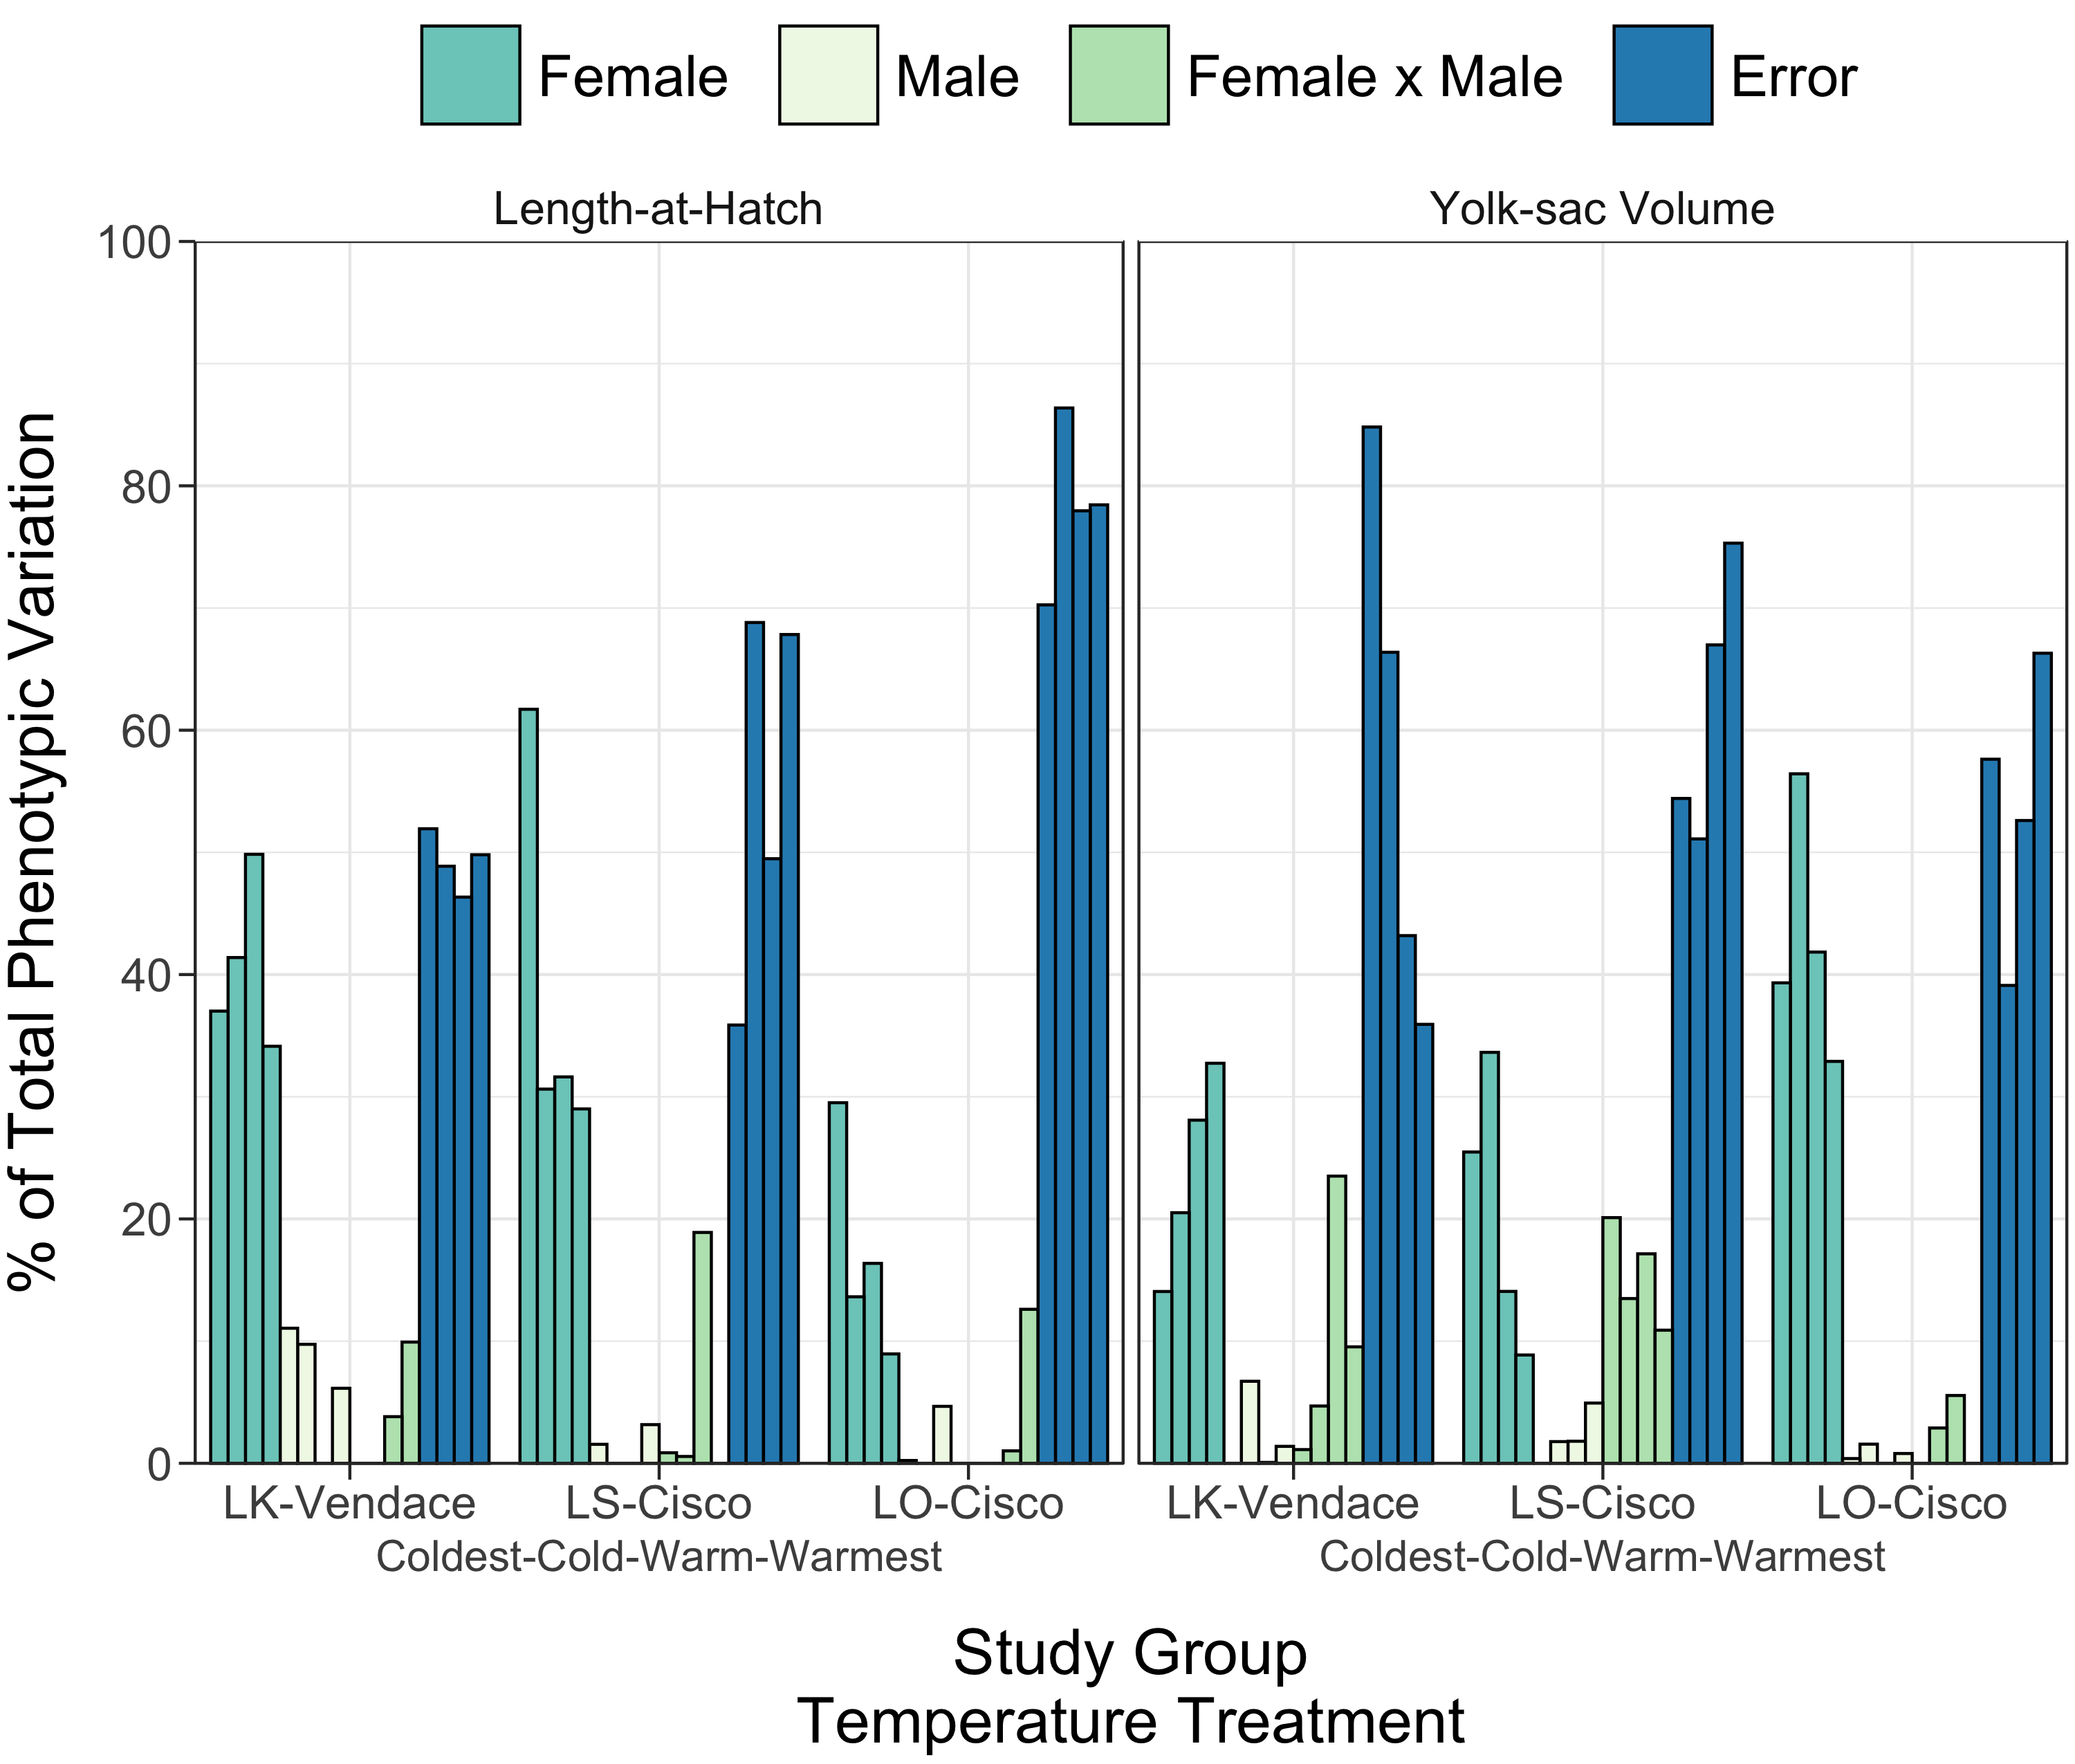 Female Male Female x Male Error
Length-at-Hatch Yolk-sac Volume
% of Total Phenotypic Variation
100
80
60
40
20
0
LK-Vendace LS-Cisco LO-Cisco LK-Vendace LS-Cisco LO-Cisco
Coldest-Cold-Warm-Warmest Coldest-Cold-Warm-Warmest
Study Group
Temperature Treatment